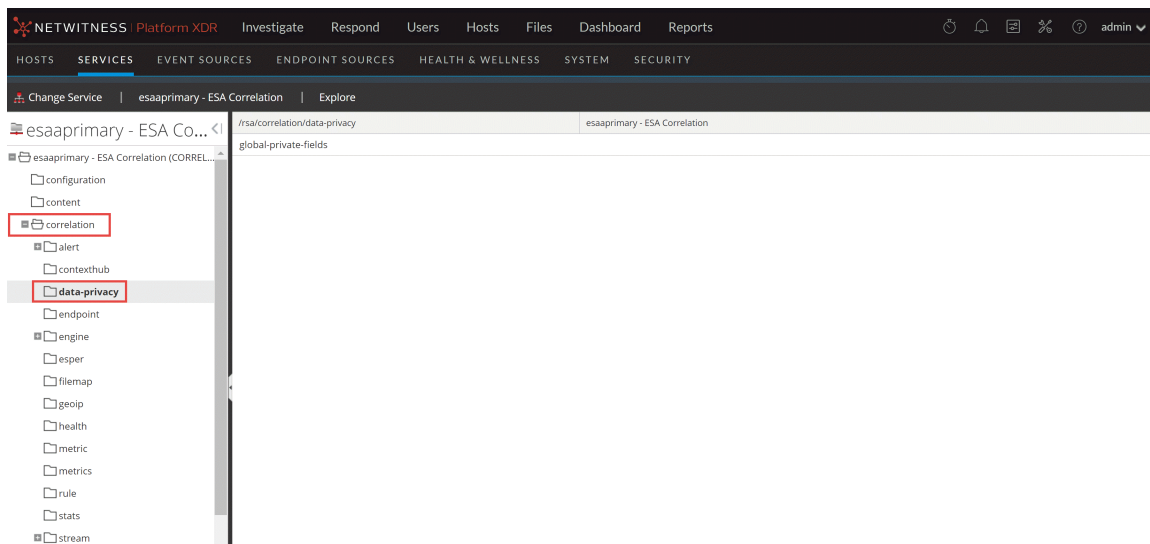 NETWITNESS | Platform XDR Investigate Respond Users Hosts Files Dashboard Reports admin
HOSTS SERVICES EVENT SOURCES ENDPOINT SOURCES HEALTH & WELLNESS SYSTEM SECURITY
Change Service | esaaprimary - ESA Correlation | Explore
esaaprimary - ESA Co...
/rsa/correlation/data-privacy esaaprimary - ESA Correlation
global-private-fields
esaaprimary - ESA Correlation (CORREL...
configuration
content
correlation
alert
contexthub
data-privacy
endpoint
engine
esper
filemap
geoip
health
metric
metrics
rule
stats
stream